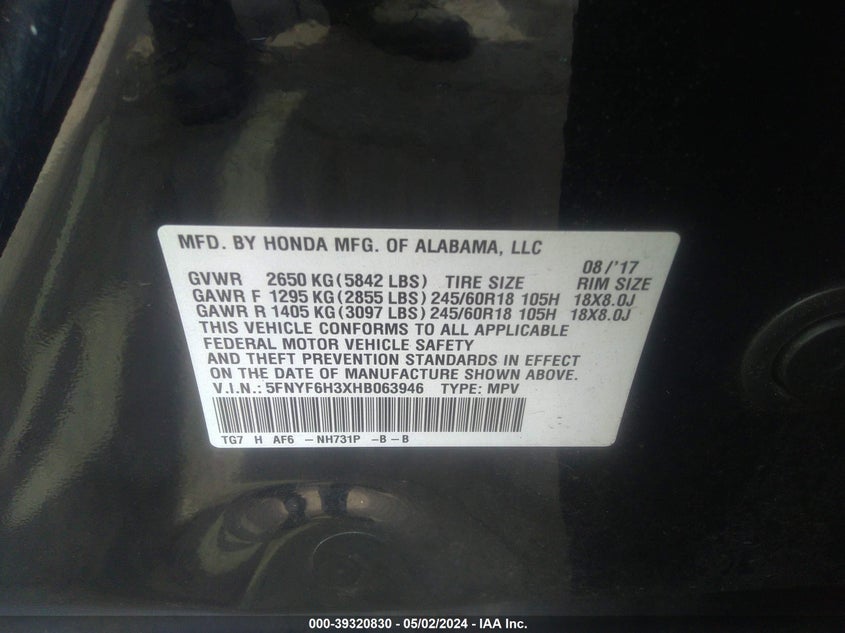 MFD. BY HONDA MFG. OF ALABAMA, LLC
08/'17
GVWR 2650 KG (5842 LBS) TIRE SIZE RIM SIZE
GAWR F 1295 KG (2855 LBS) 245/60R18 105H 18X8.0J
GAWR R 1405 KG (3097 LBS) 245/60R18 105H 18X8.0J
THIS VEHICLE CONFORMS TO ALL APPLICABLE
FEDERAL MOTOR VEHICLE SAFETY
AND THEFT PREVENTION STANDARDS IN EFFECT
ON THE DATE OF MANUFACTURE SHOWN ABOVE.
V.I.N.: 5FNYF6H3XHB063946 TYPE: MPV
TG7 H AF6 -NH731P -B-B
000-39320830 - 05/02/2024 - IAA Inc.